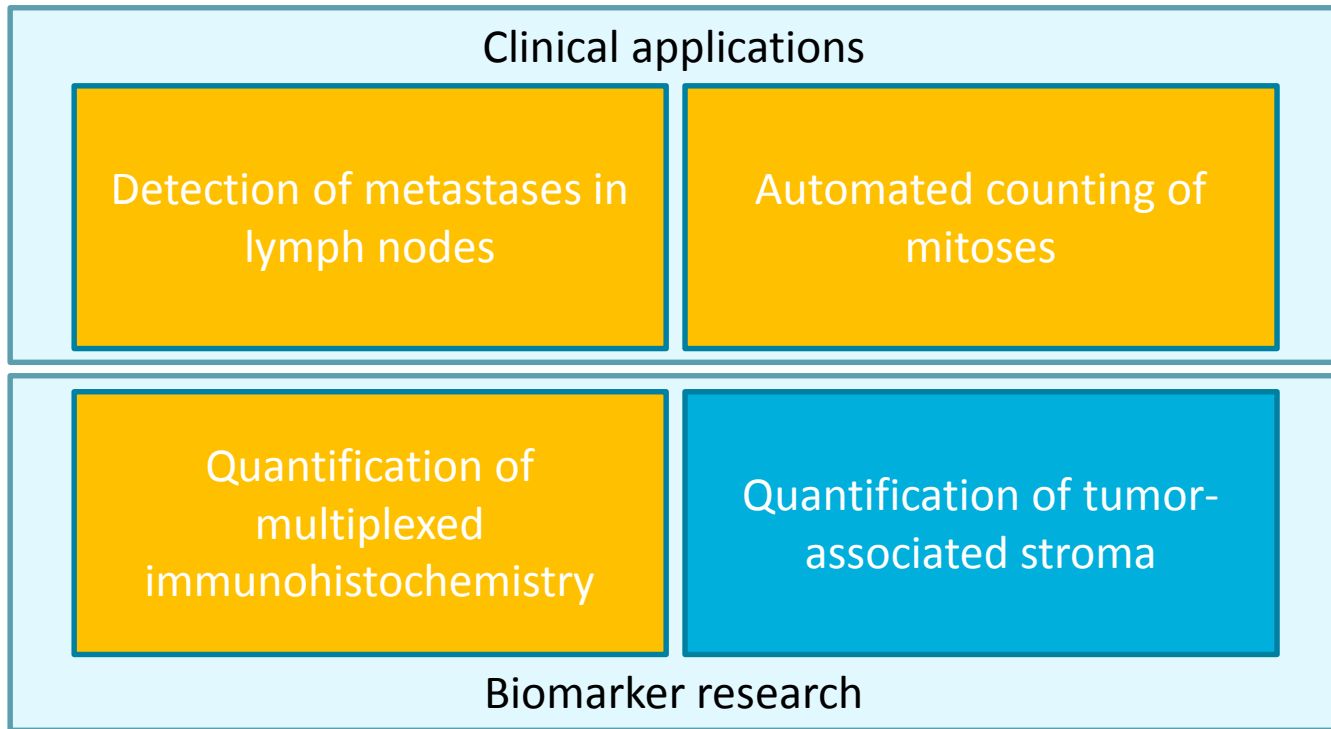 Clinical applications
Detection of metastases in
lymph nodes
Automated counting of
mitoses
Quantification of
multiplexed
immunohistochemistry
Quantification of tumor-
associated stroma
Biomarker research